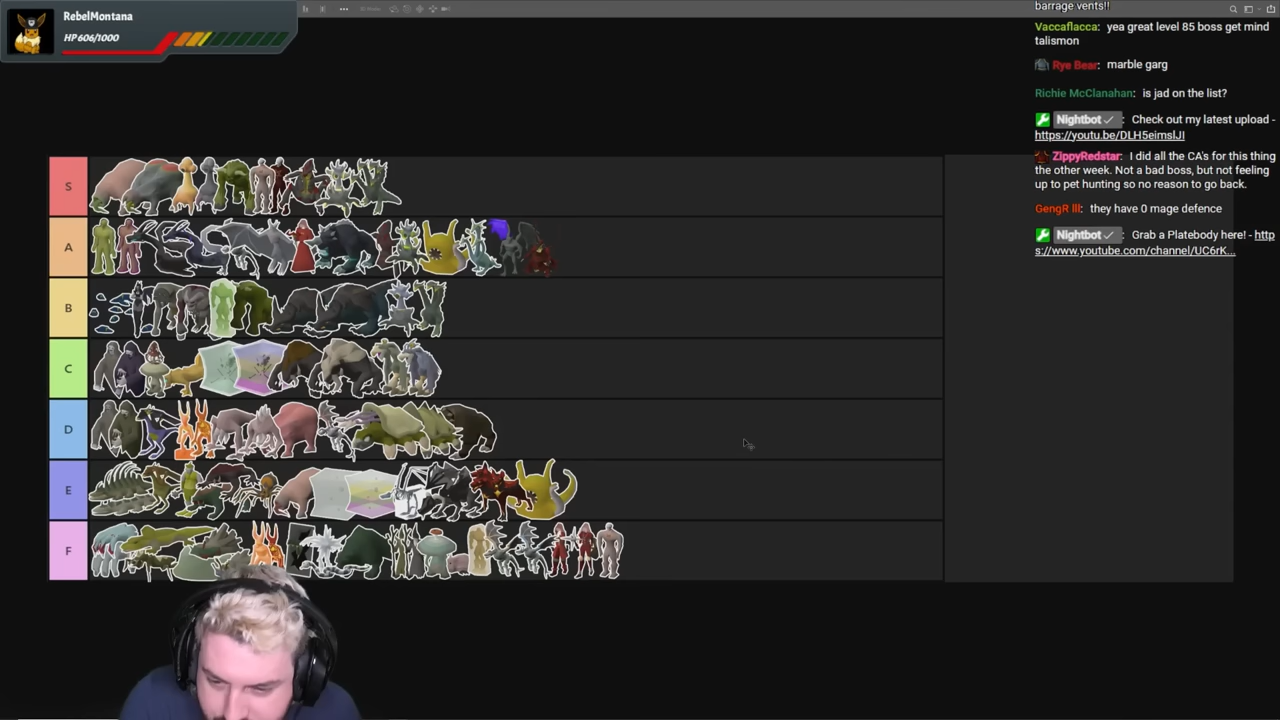 RebelMontana
HP 606/1000
barrage vents!!
Vaccaflacca: yea great level 85 boss get mind
talismon
Rye Bear: marble garg
Richie McClanahan: is jad on the list?
Nightbot ✓ : Check out my latest upload -
https://youtu.be/DLH5eimslJI
ZippyRedstar: I did all the CA's for this thing
the other week. Not a bad boss, but not feeling
up to pet hunting so no reason to go back.
GengR lll: they have 0 mage defence
Nightbot ✓ : Grab a Platebody here! - http
s://www.youtube.com/channel/UC6rK...
S
A
B
C
D
E
F